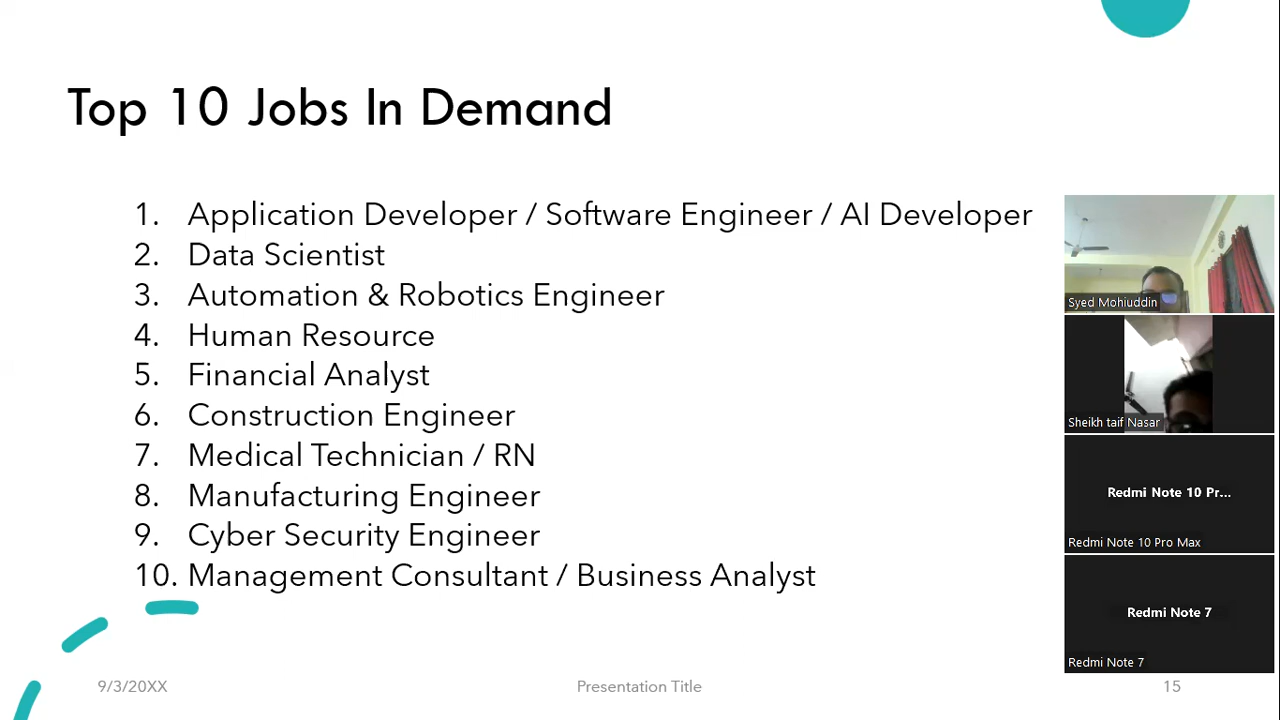 Top 10 Jobs In Demand
1. Application Developer / Software Engineer / AI Developer
2. Data Scientist
3. Automation & Robotics Engineer
4. Human Resource
5. Financial Analyst
6. Construction Engineer
7. Medical Technician / RN
8. Manufacturing Engineer
9. Cyber Security Engineer
10. Management Consultant / Business Analyst
Syed Mohiuddin
Sheikh taif Nasar
Redmi Note 10 Pr...
Redmi Note 10 Pro Max
Redmi Note 7
Redmi Note 7
9/3/20XX
Presentation Title
15